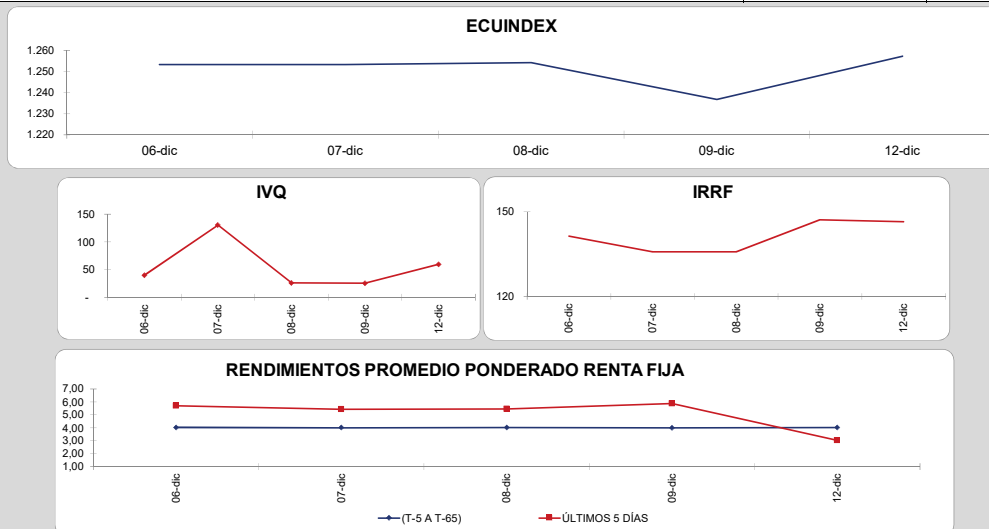 ECUINDEX
1.260
1.250
1.240
1.230
1.220
06-dic 07-dic 08-dic 09-dic 12-dic
IVQ
150
100
50
-
06-dic 07-dic 08-dic 09-dic 12-dic
IRRF
150
120
06-dic 07-dic 08-dic 09-dic 12-dic
RENDIMIENTOS PROMEDIO PONDERADO RENTA FIJA
7,00
6,00
5,00
4,00
3,00
2,00
1,00
06-dic 07-dic 08-dic 09-dic 12-dic
(T-5 A T-65) ÚLTIMOS 5 DÍAS